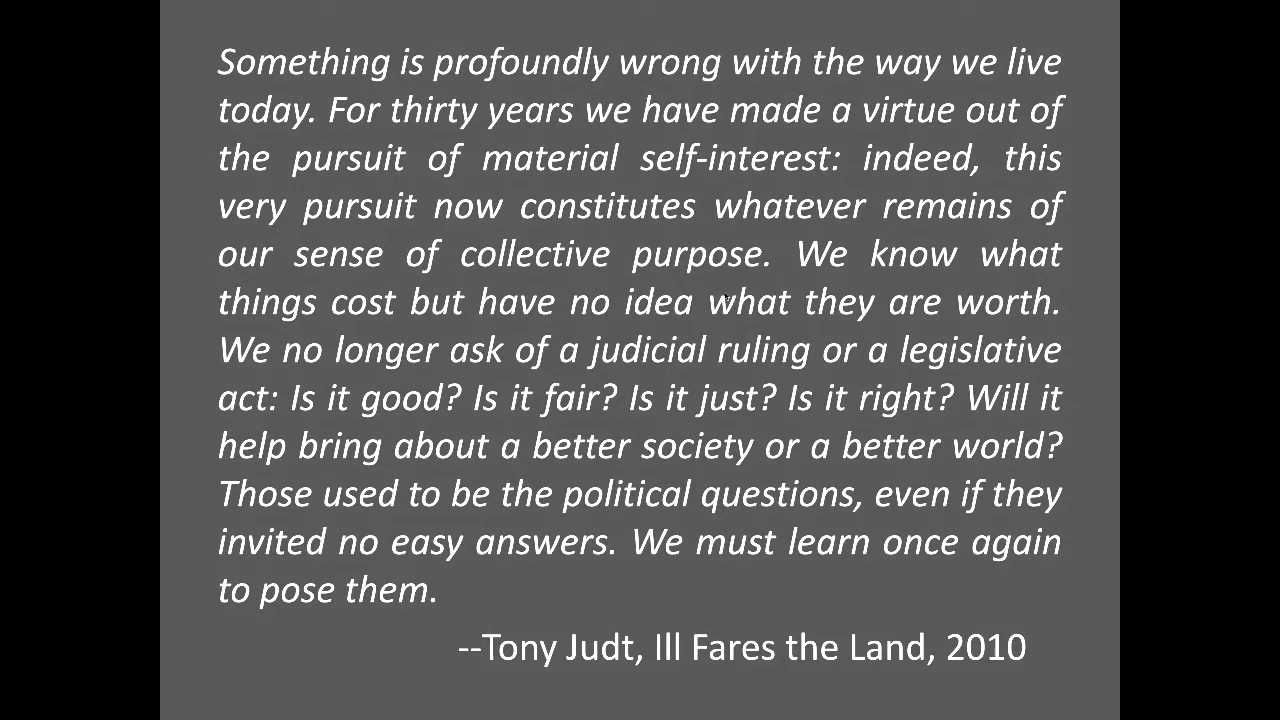 Something is profoundly wrong with the way we live
today. For thirty years we have made a virtue out of
the pursuit of material self-interest: indeed, this
very pursuit now constitutes whatever remains of
our sense of collective purpose. We know what
things cost but have no idea what they are worth.
We no longer ask of a judicial ruling or a legislative
act: Is it good? Is it fair? Is it just? Is it right? Will it
help bring about a better society or a better world?
Those used to be the political questions, even if they
invited no easy answers. We must learn once again
to pose them.
--Tony Judt, Ill Fares the Land, 2010